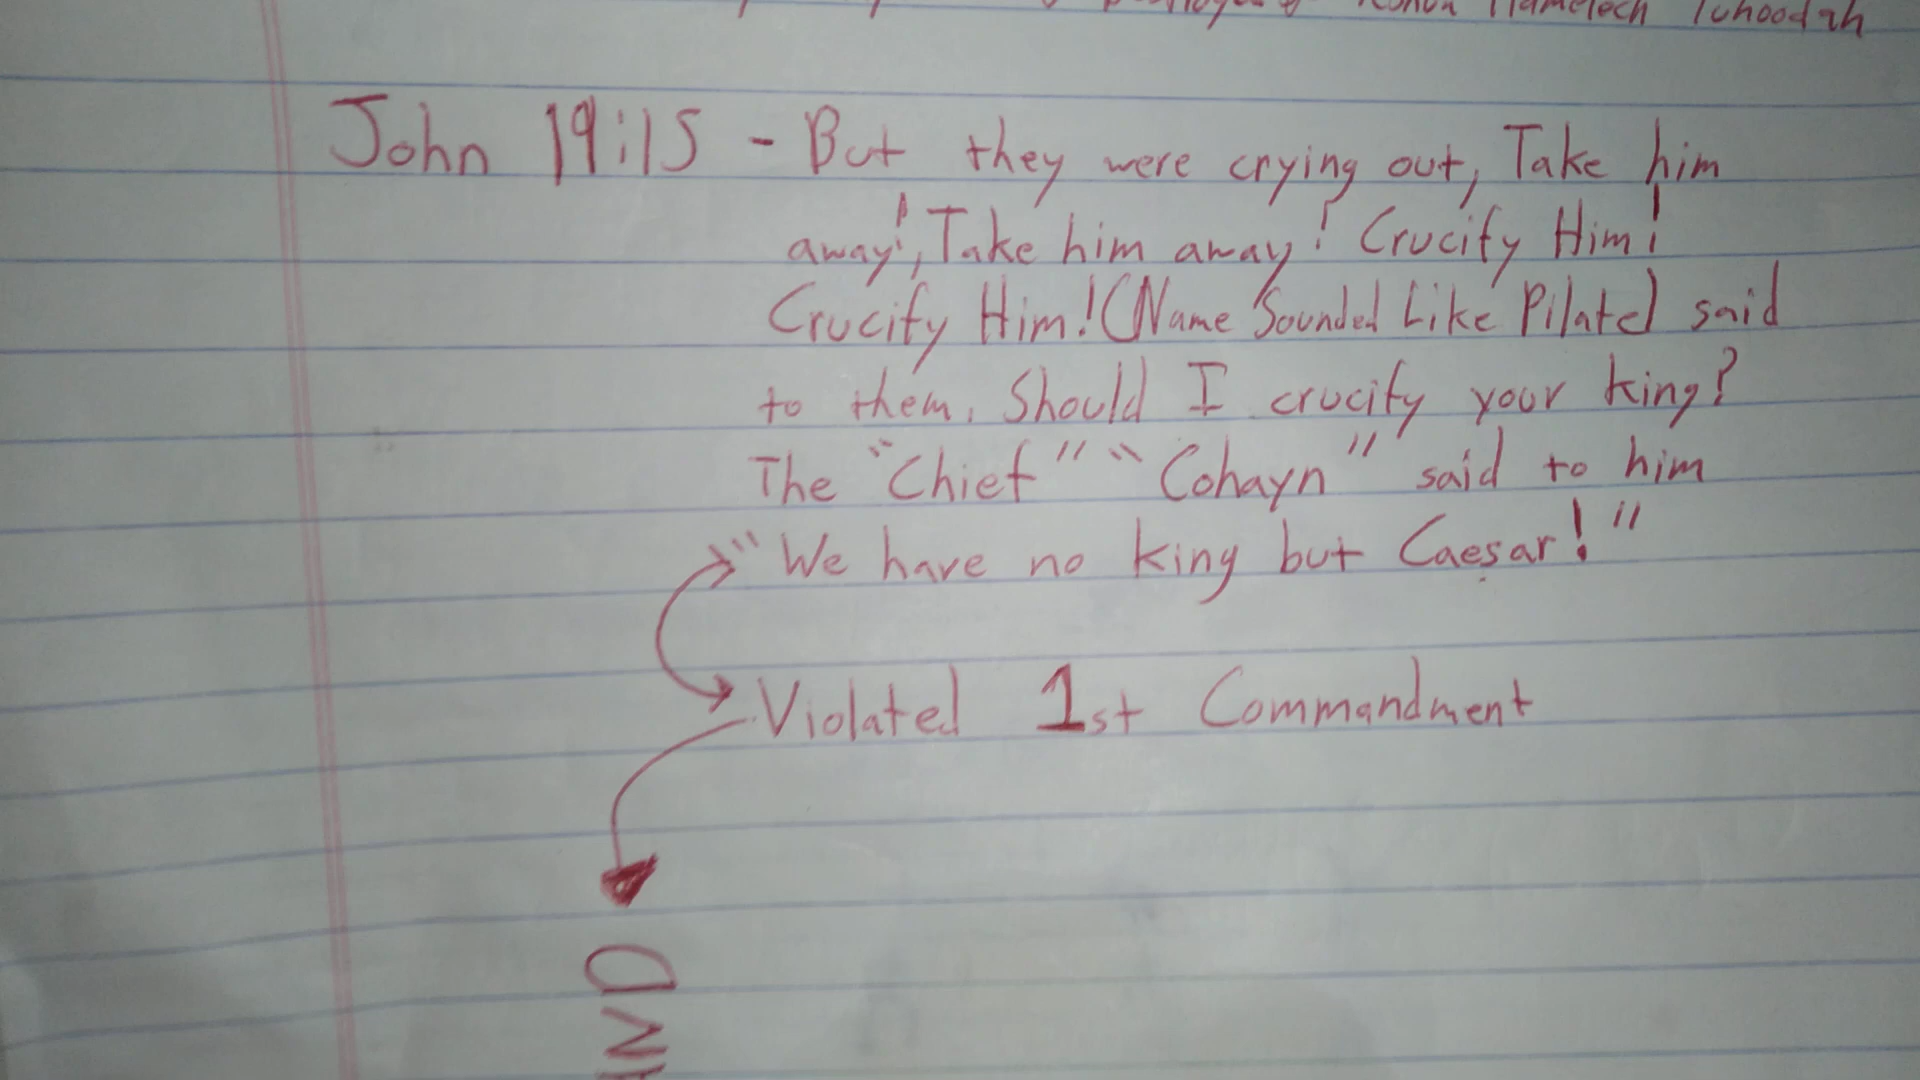 Hamelech Yuhoodah
John 19:15 - But they were crying out, Take him
away!, Take him away! Crucify Him!
Crucify Him! (Name Sounded Like Pilate) said
to them. Should I crucify your king?
The "Chief" "Cohayn" said to him
"We have no king but Caesar!"
Violated 1st Commandment